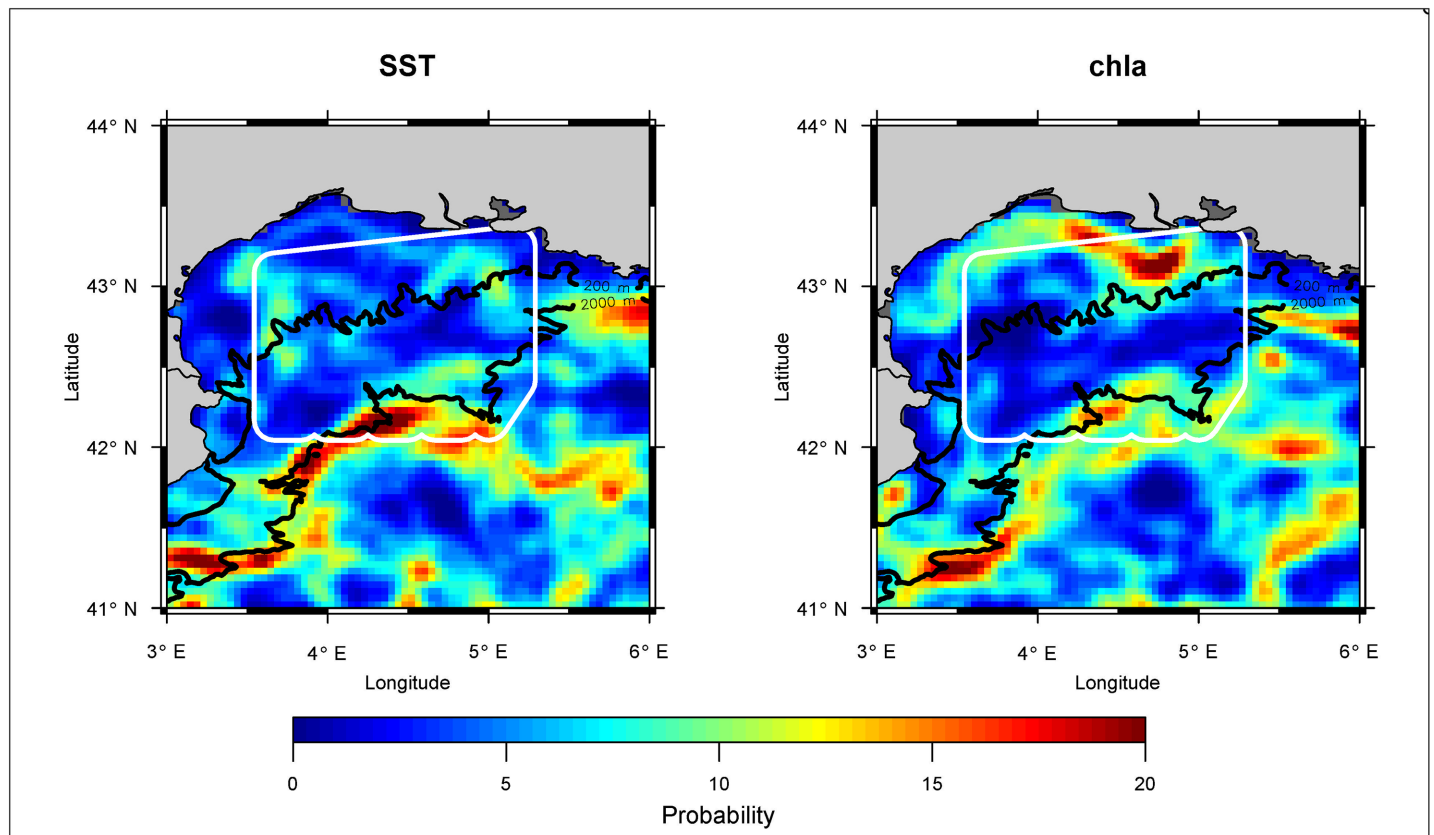 SST
chla
44° N
43° N
42° N
41° N
Latitude
200 m
2000 m
3° E
4° E
5° E
6° E
Longitude
44° N
43° N
42° N
41° N
Latitude
200 m
2000 m
3° E
4° E
5° E
6° E
Longitude
0
5
10
15
20
Probability